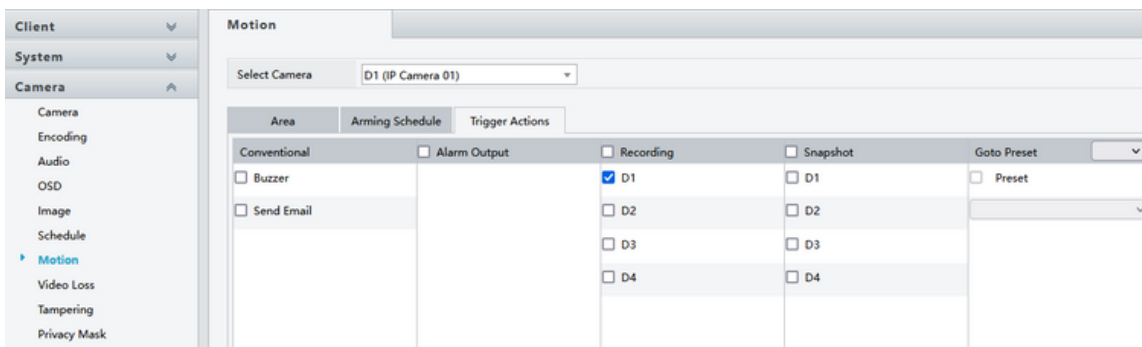 Client
System
Camera
Camera
Encoding
Audio
OSD
Image
Schedule
Motion
Video Loss
Tampering
Privacy Mask
Motion
Select Camera D1 (IP Camera 01)
Area Arming Schedule Trigger Actions
Conventional Alarm Output Recording Snapshot Goto Preset
Buzzer D1 D1 Preset
Send Email D2 D2
D3 D3
D4 D4